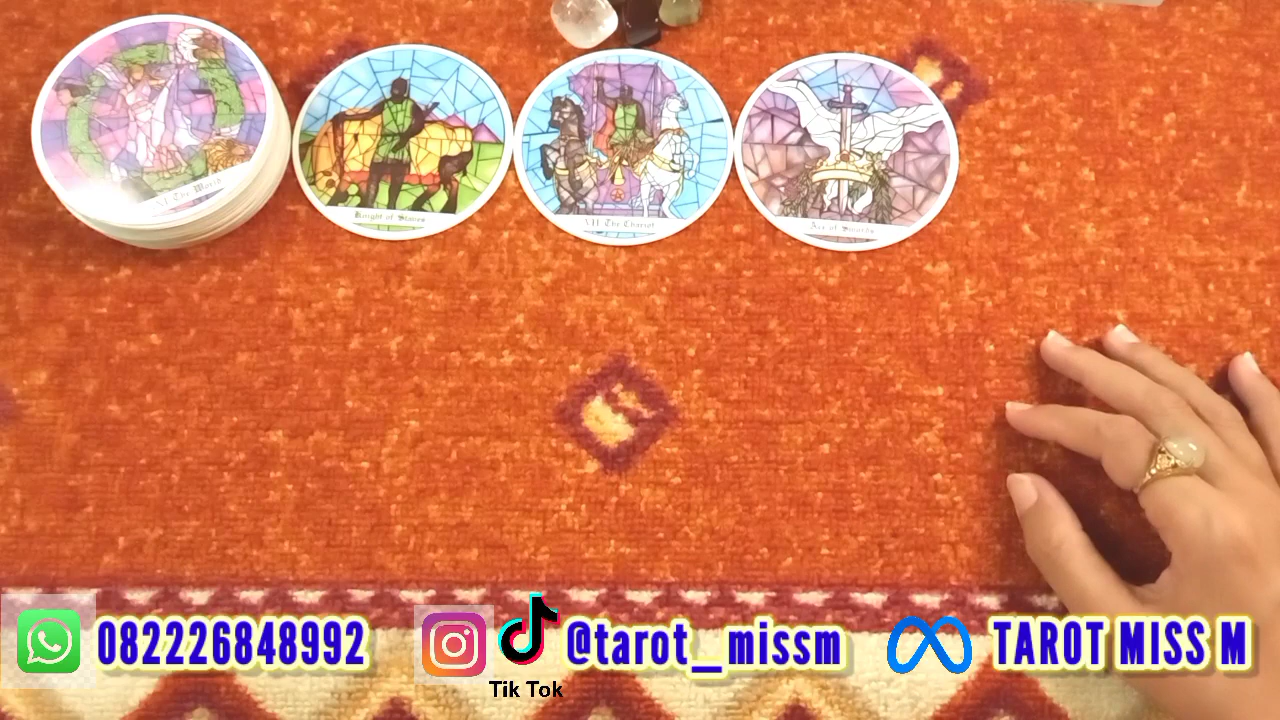 XXI The World
Knight of Staves
VII The Chariot
Ace of Swords
082226848992
@tarot_missm
TAROT MISS M
Tik Tok